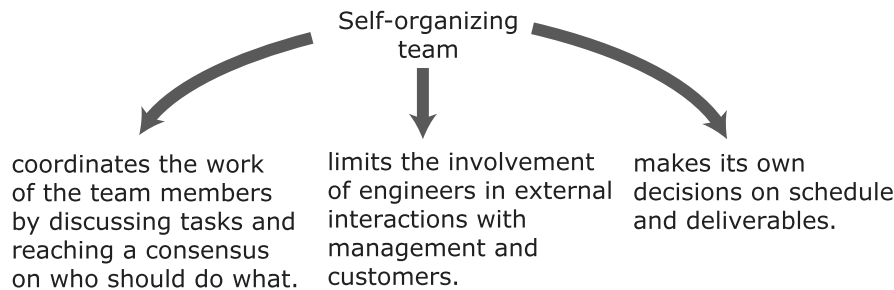 Self-organizing
team
coordinates the work
of the team members
by discussing tasks and
reaching a consensus
on who should do what.
limits the involvement
of engineers in external
interactions with
management and
customers.
makes its own
decisions on schedule
and deliverables.